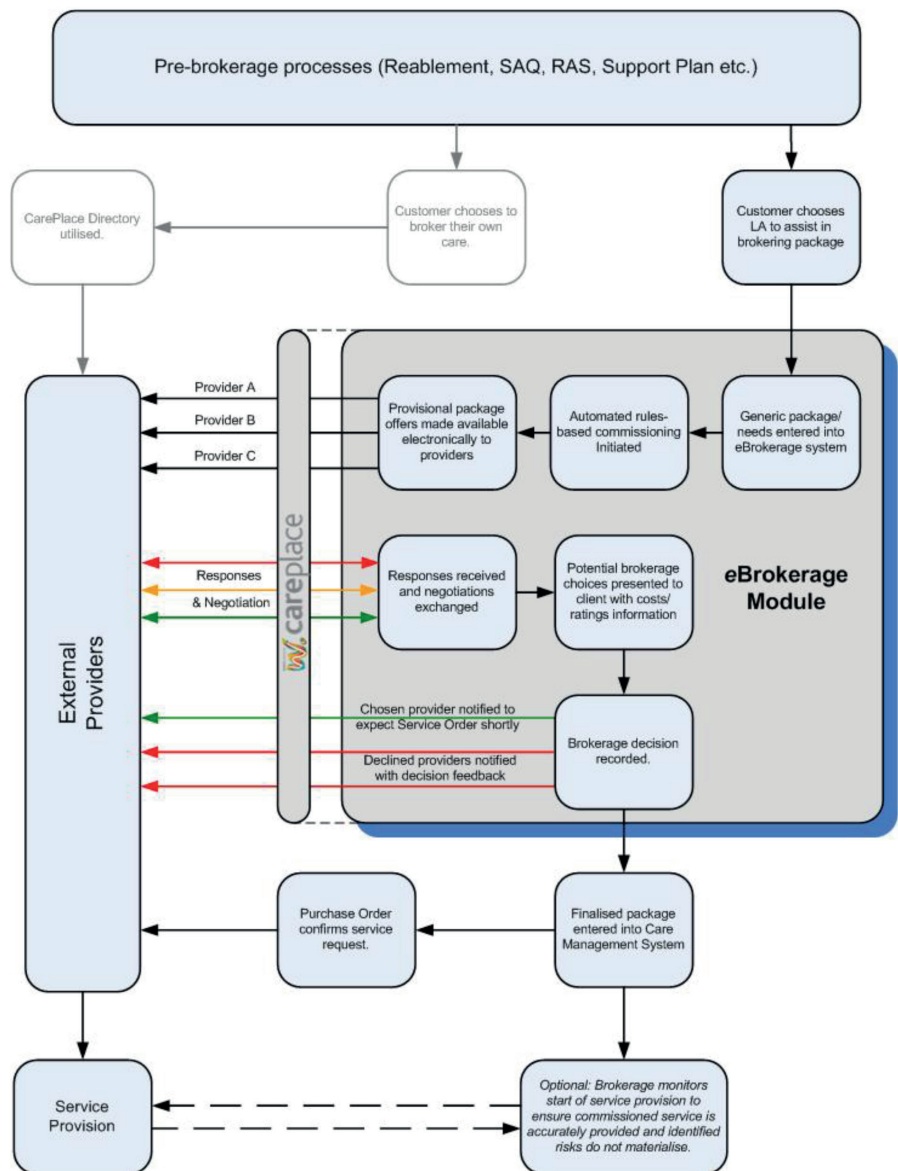 Pre-brokerage processes (Reablement, SAQ, RAS, Support Plan etc.)
CarePlace Directory
utilised.
Customer chooses to
broker their own
care.
Customer chooses
LA to assist in
brokering package
Provider A
Provider B
Provider C
Provisional package
offers made available
electronically to
providers
Automated rules-
based commissioning
Initiated
Generic package/
needs entered into
eBrokerage system
External
Providers
careplace
Responses
& Negotiation
Responses received
and negotiations
exchanged
Potential brokerage
choices presented to
client with costs/
ratings information
eBrokerage
Module
Chosen provider notified to
expect Service Order shortly
Declined providers notified
with decision feedback
Brokerage decision
recorded.
Purchase Order
confirms service
request.
Finalised package
entered into Care
Management System
Service
Provision
Optional: Brokerage monitors
start of service provision to
ensure commissioned service is
accurately provided and identified
risks do not materialise.